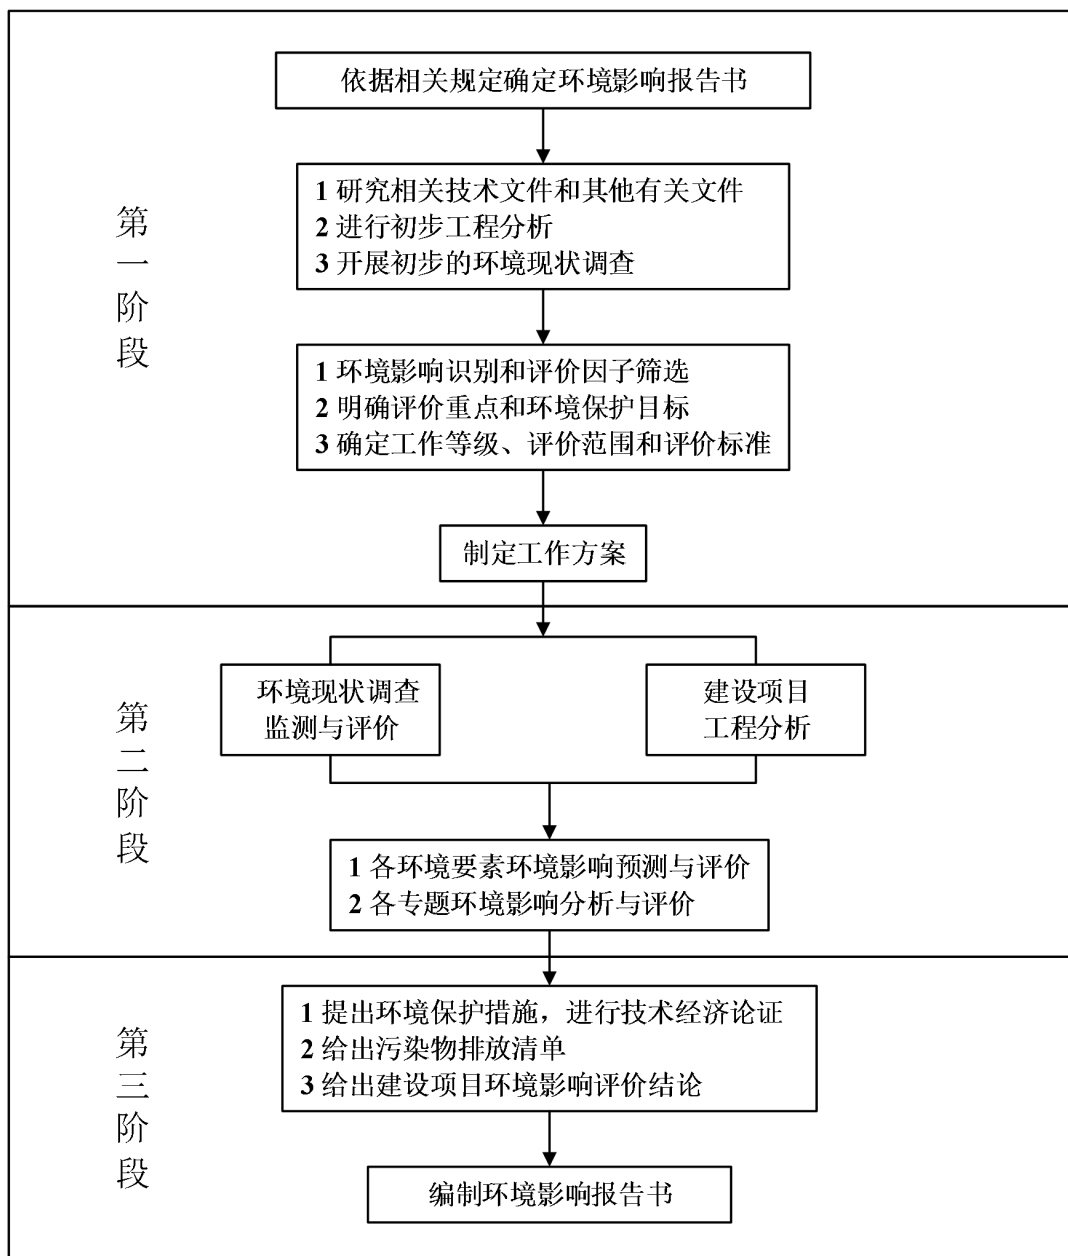 依据相关规定确定环境影响报告书
第一阶段
1 研究相关技术文件和其他有关文件
2 进行初步工程分析
3 开展初步的环境现状调查
1 环境影响识别和评价因子筛选
2 明确评价重点和环境保护目标
3 确定工作等级、评价范围和评价标准
制定工作方案
第二阶段
环境现状调查
监测与评价
建设项目
工程分析
1 各环境要素环境影响预测与评价
2 各专题环境影响分析与评价
第三阶段
1 提出环境保护措施，进行技术经济论证
2 给出污染物排放清单
3 给出建设项目环境影响评价结论
编制环境影响报告书